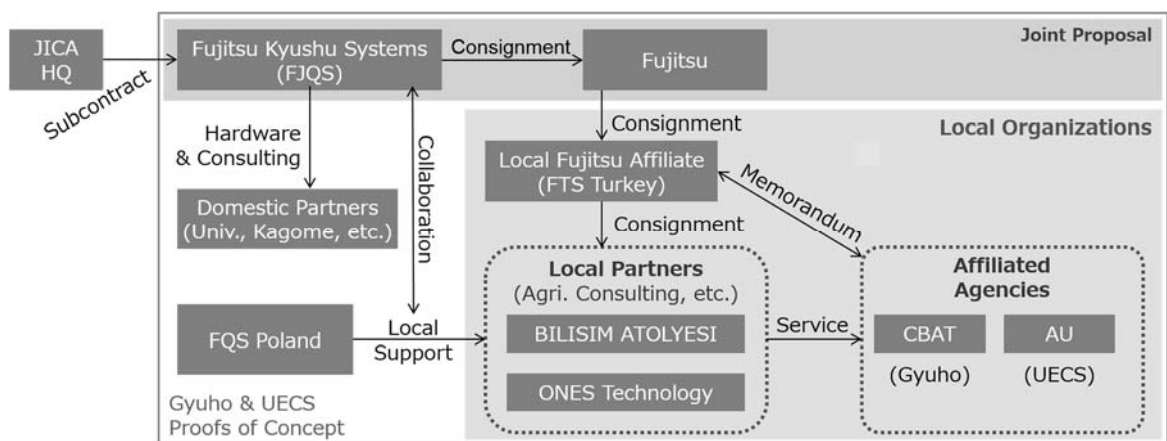 Joint Proposal
JICA
HQ
Subcontract
Fujitsu Kyushu Systems
(FJQS)
Consignment
Fujitsu
Hardware
& Consulting
Collaboration
Consignment
Local Organizations
Local Fujitsu Affiliate
(FTS Turkey)
Memorandum
Domestic Partners
(Univ., Kagome, etc.)
Consignment
Local Partners
(Agri. Consulting, etc.)
BILISIM ATOLYESI
ONES Technology
Affiliated
Agencies
CBAT
(Gyuho)
AU
(UECS)
FQS Poland
Local
Support
Service
Gyuho & UECS
Proofs of Concept